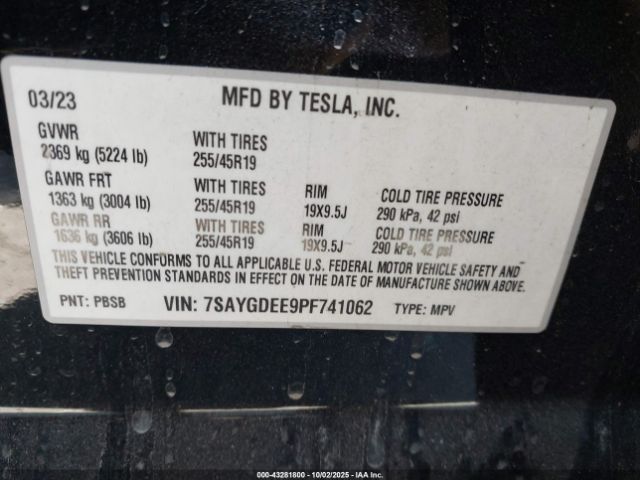 03/23 MFD BY TESLA, INC.
GVWR
2369 kg (5224 lb) WITH TIRES 255/45R19
GAWR FRT
1363 kg (3004 lb) WITH TIRES 255/45R19 RIM 19X9.5J COLD TIRE PRESSURE 290 kPa, 42 psi
GAWR RR
1636 kg (3606 lb) WITH TIRES 255/45R19 RIM 19X9.5J COLD TIRE PRESSURE 290 kPa, 42 psi
THIS VEHICLE CONFORMS TO ALL APPLICABLE U.S. FEDERAL MOTOR VEHICLE SAFETY AND
THEFT PREVENTION STANDARDS IN EFFECT ON THE DATE OF MANUFACTURE SHOWN ABOVE.
PNT: PBSB VIN: 7SAYGDEE9PF741062 TYPE: MPV
000-43281800 - 10/02/2025 - IAA Inc.